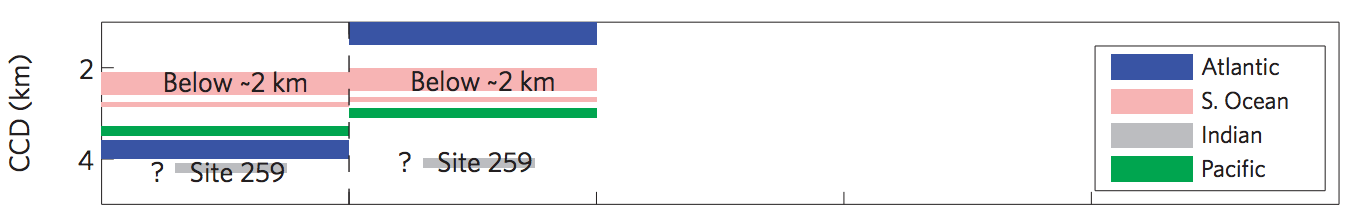 CCD (km)
2
4
Below ~2 km
Below ~2 km
? Site 259
? Site 259
Atlantic
S. Ocean
Indian
Pacific